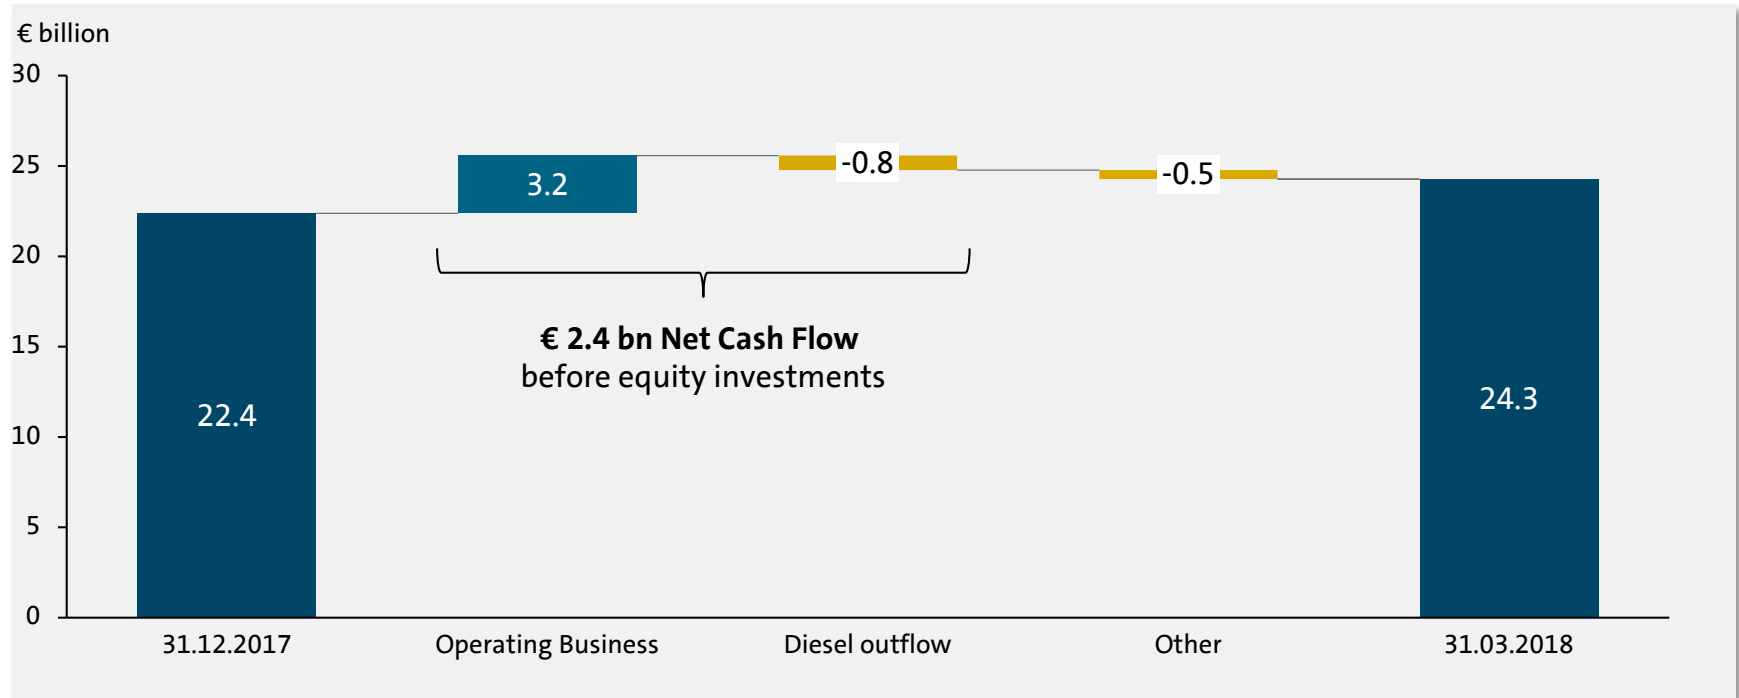 € billion
30
25
20
15
10
5
0
22.4
3.2
-0.8
-0.5
24.3
€ 2.4 bn Net Cash Flow
before equity investments
31.12.2017
Operating Business
Diesel outflow
Other
31.03.2018